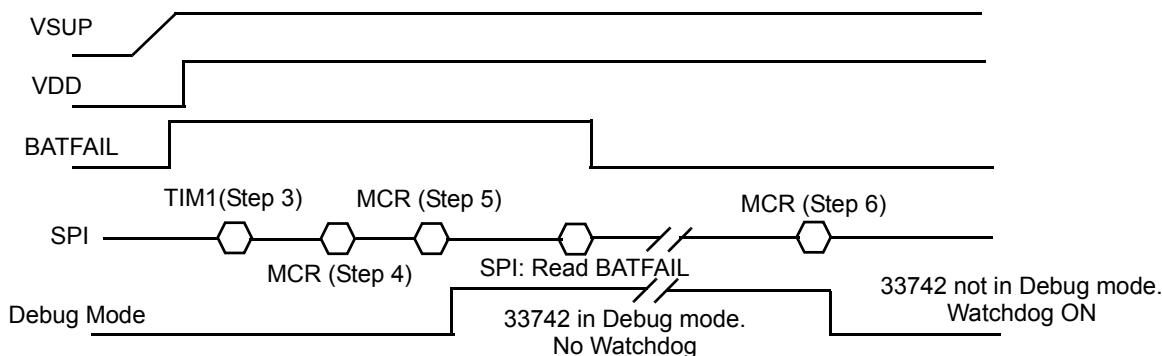 VSUP
VDD
BATFAIL
TIM1(Step 3)
MCR (Step 5)
MCR (Step 6)
SPI
MCR (Step 4)
SPI: Read BATFAIL
Debug Mode
33742 in Debug mode.
No Watchdog
33742 not in Debug mode.
Watchdog ON